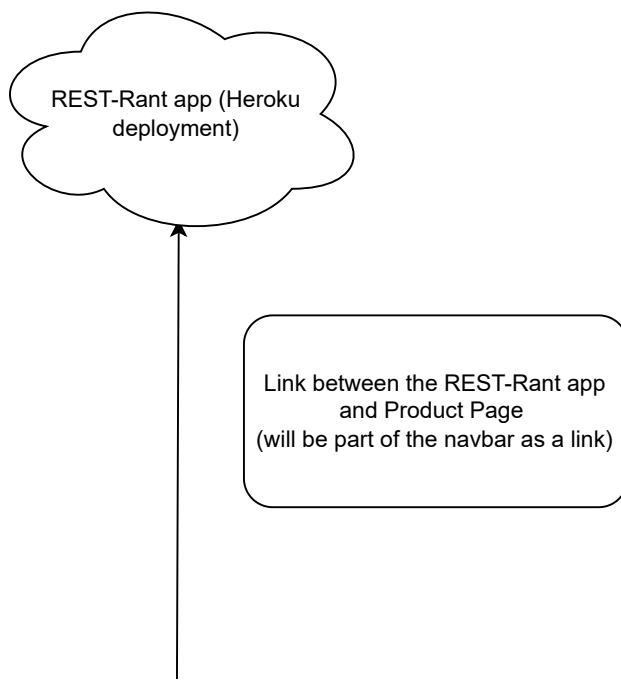 REST-Rant app (Heroku
deployment)
Link between the REST-Rant app
and Product Page
(will be part of the navbar as a link)